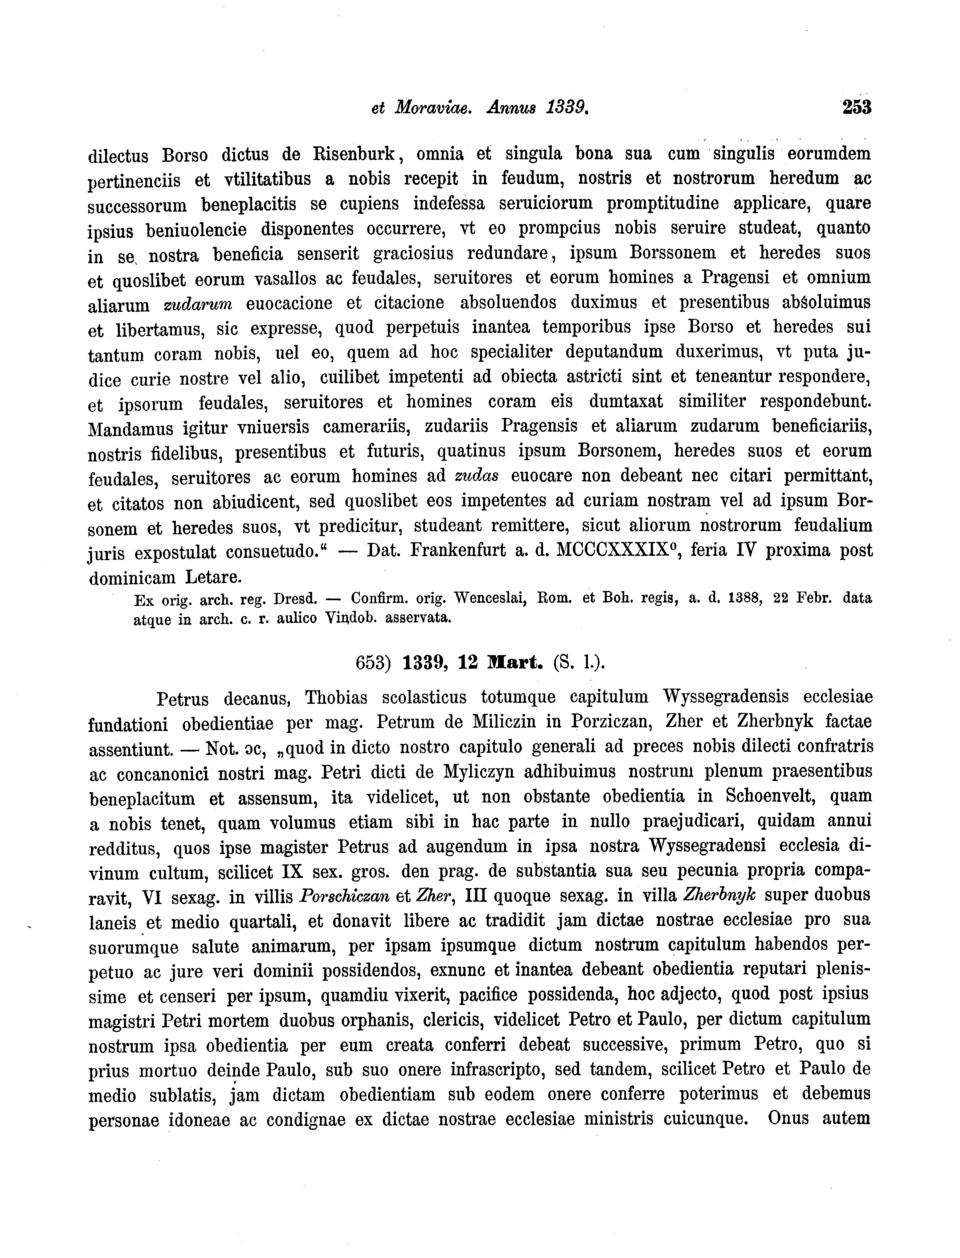 et Moraviae. Annus 1339. 253
dilectus Borso dictus de Risenburk, omnia et singula bona sua cum singulis eorumdem
pertinenciis et vtilitatibus a nobis recepit in feudum, nostris et nostrorum heredum ac
successorum beneplacitis se cupiens indefessa seruiciorum promptitudine applicare, quare
ipsius beniuolencie disponentes occurrere, vt eo prompcius nobis seruire studeat, quanto
in se nostra beneficia senserit graciosius redundare, ipsum Borssonem et heredes suos
et quoslibet eorum vasallos ac feudales, seruitores et eorum homines a Pragensi et omnium
aliarum zudarum euocacione et citacione absoluendos duximus et presentibus absoluimus
et libertamus, sic expresse, quod perpetuis inantea temporibus ipse Borso et heredes sui
tantum coram nobis, uel eo, quem ad hoc specialiter deputandum duxerimus, vt puta ju-
dice curie nostre vel alio, cuilibet impetenti ad obiecta astricti sint et teneantur respondere,
et ipsorum feudales, seruitores et homines coram eis dumtaxat similiter respondebunt.
Mandamus igitur vniuersis camerariis, zudariis Pragensis et aliarum zudarum beneficiariis,
nostris fidelibus, presentibus et futuris, quatinus ipsum Borsonem, heredes suos et eorum
feudales, seruitores ac eorum homines ad zudas euocare non debeant nec citari permittant,
et citatos non abiudicent, sed quoslibet eos impetentes ad curiam nostram vel ad ipsum Bor-
sonem et heredes suos, vt predicitur, studeant remittere, sicut aliorum nostrorum feudalium
juris expostulat consuetudo.“ — Dat. Frankenfurt a. d. MCCCXXXIX⁰, feria IV proxima post
dominicam Letare.
Ex orig. arch. reg. Dresd. — Confirm. orig. Wenceslai, Rom. et Boh. regis, a. d. 1388, 22 Febr. data
atque in arch. c. r. aulico Vindob. asservata.
653) 1339, 12 Mart. (S. l.).
Petrus decanus, Thobias scolasticus totumque capitulum Wyssegradensis ecclesiae
fundationi obedientiae per mag. Petrum de Miliczin in Porziczan, Zher et Zherbnyk factae
assentiunt. — Not. ɔc, „quod in dicto nostro capitulo generali ad preces nobis dilecti confratris
ac concanonici nostri mag. Petri dicti de Myliczyn adhibuimus nostrum plenum praesentibus
beneplacitum et assensum, ita videlicet, ut non obstante obedientia in Schoenvelt, quam
a nobis tenet, quam volumus etiam sibi in hac parte in nullo praejudicari, quidam annui
redditus, quos ipse magister Petrus ad augendum in ipsa nostra Wyssegradensi ecclesia di-
vinum cultum, scilicet IX sex. gros. den prag. de substantia sua seu pecunia propria compa-
ravit, VI sexag. in villis Porschiczan et Zher, III quoque sexag. in villa Zherbnyk super duobus
laneis et medio quartali, et donavit libere ac tradidit jam dictae nostrae ecclesiae pro sua
suorumque salute animarum, per ipsam ipsumque dictum nostrum capitulum habendos per-
petuo ac jure veri dominii possidendos, exnunc et inantea debeant obedientia reputari plenis-
sime et censeri per ipsum, quamdiu vixerit, pacifice possidenda, hoc adjecto, quod post ipsius
magistri Petri mortem duobus orphanis, clericis, videlicet Petro et Paulo, per dictum capitulum
nostrum ipsa obedientia per eum creata conferri debeat successive, primum Petro, quo si
prius mortuo deinde Paulo, sub suo onere infrascripto, sed tandem, scilicet Petro et Paulo de
medio sublatis, jam dictam obedientiam sub eodem onere conferre poterimus et debemus
personae idoneae ac condignae ex dictae nostrae ecclesiae ministris cuicunque. Onus autem